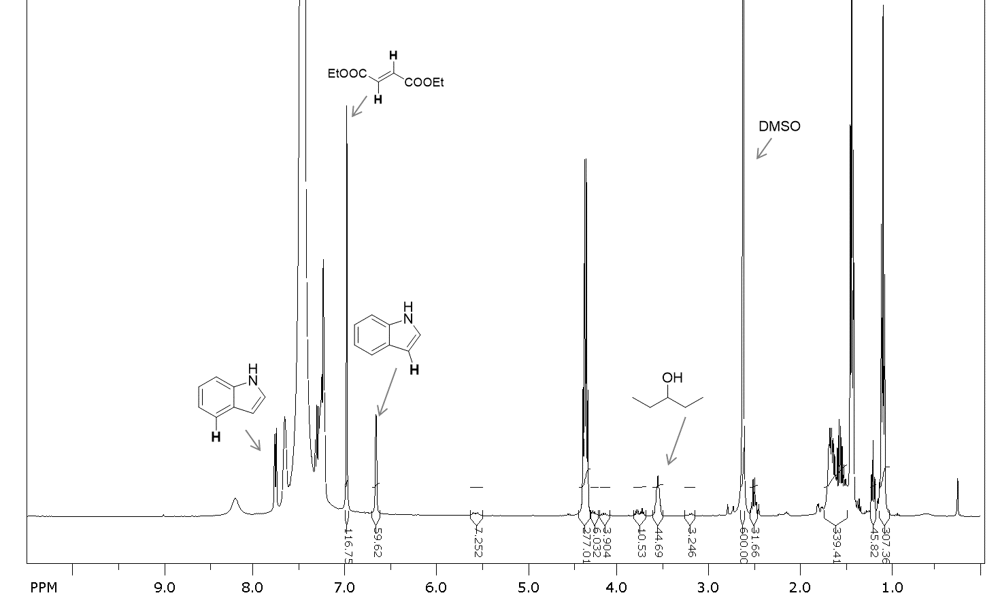 H
EtOOC
COOEt
H
DMSO
H
N
H
OH
H
N
H
116.75
59.62
7.252
277.01
6.032
3.904
10.53
44.69
3.246
600.00
31.66
339.41
45.82
307.36
PPM 9.0 8.0 7.0 6.0 5.0 4.0 3.0 2.0 1.0